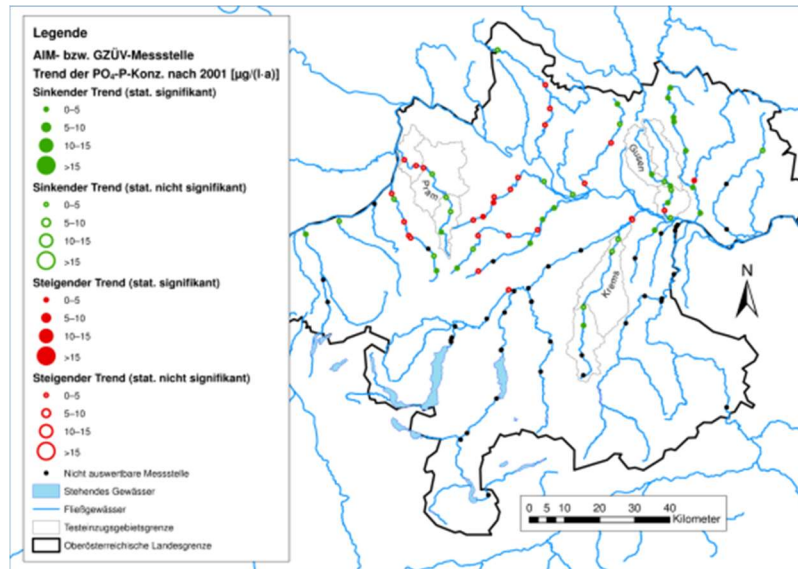 Legende
AIM- bzw. GZÜV-Messstelle
Trend der PO₄-P-Konz. nach 2001 [µg/(l·a)]
Sinkender Trend (stat. signifikant)
0–5
5–10
10–15
>15
Sinkender Trend (stat. nicht signifikant)
0–5
5–10
10–15
>15
Steigender Trend (stat. signifikant)
0–5
5–10
10–15
>15
Steigender Trend (stat. nicht signifikant)
0–5
5–10
10–15
>15
Nicht auswertbare Messstelle
Stehendes Gewässer
Fließgewässer
Testeinzugsgebietsgrenze
Oberösterreichische Landesgrenze
Pram
Gusen
Krems
N
0 5 10 20 30 40
Kilometer